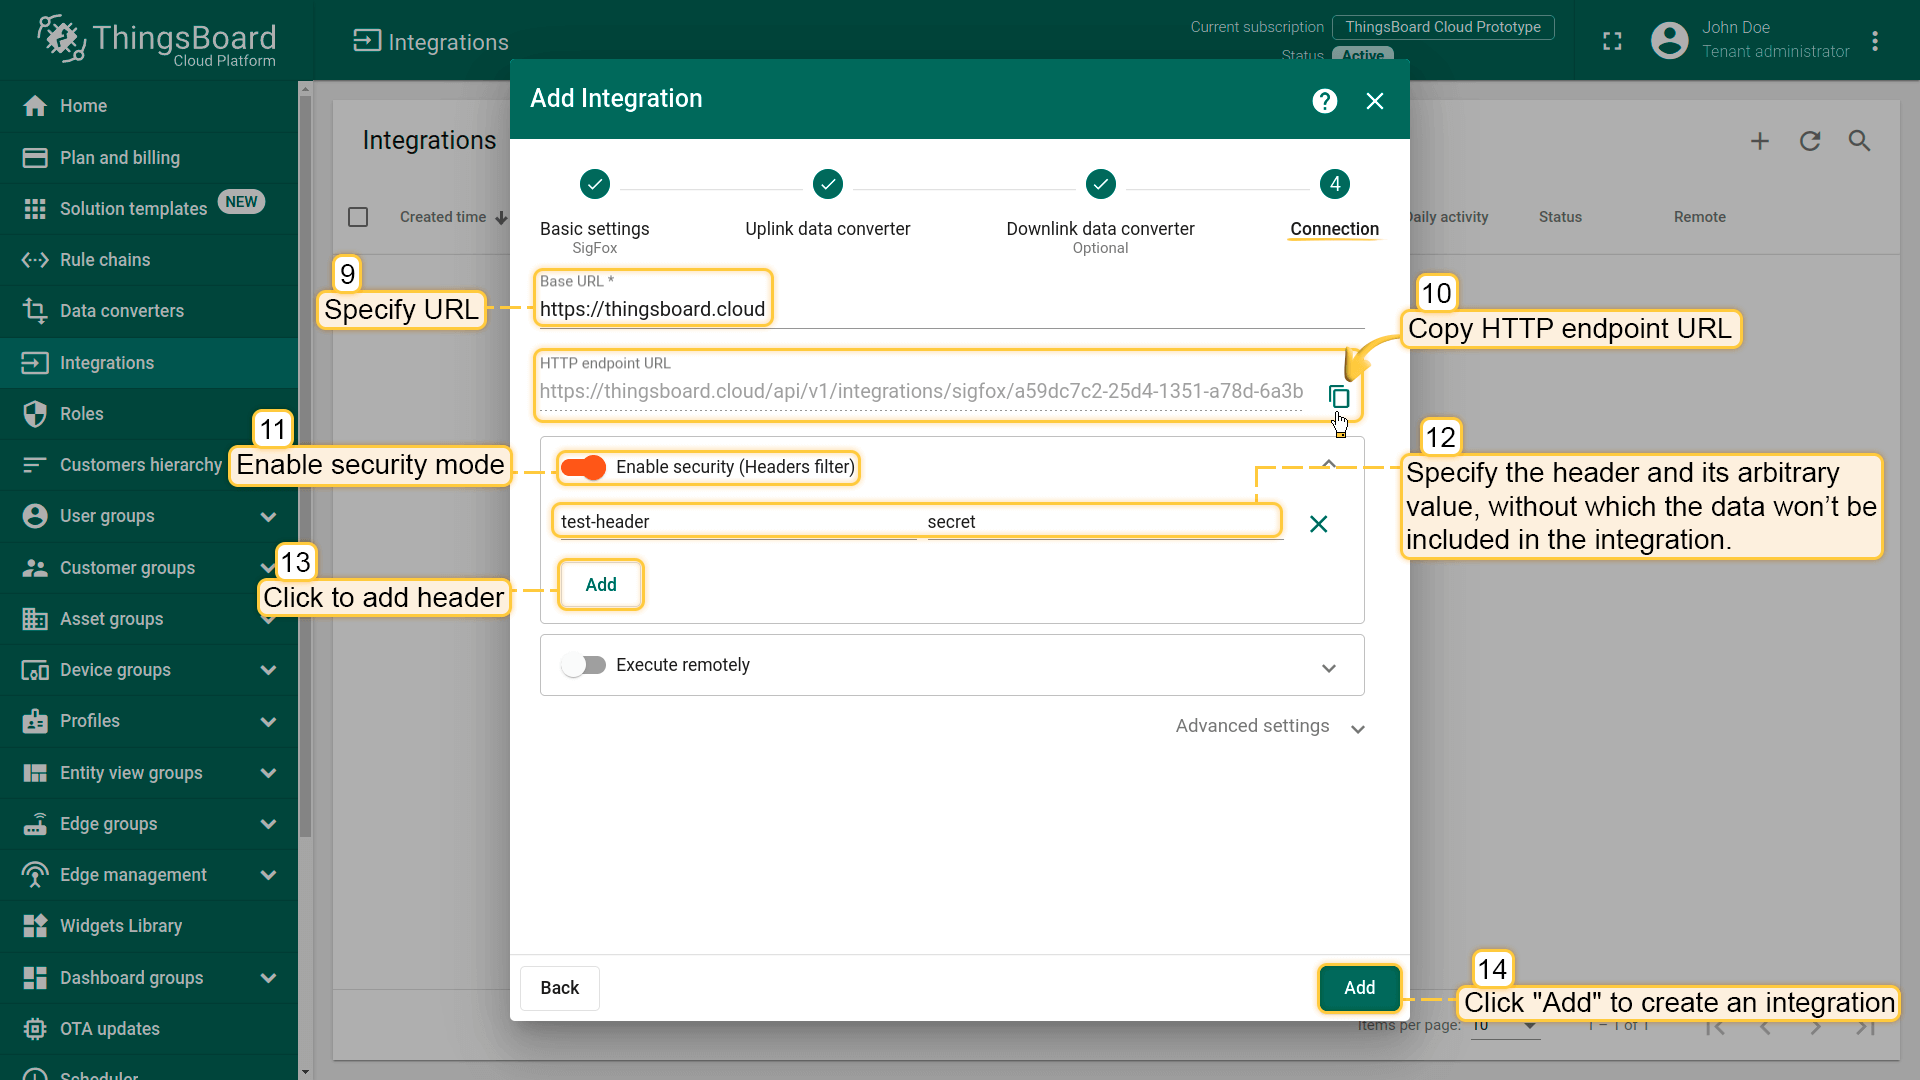 ThingsBoard
Cloud Platform
Integrations
Current subscription
ThingsBoard Cloud Prototype
Status
Active
John Doe
Tenant administrator
Home
Plan and billing
Solution templates
NEW
Rule chains
Data converters
Integrations
Roles
Customers hierarchy
User groups
Customer groups
Asset groups
Device groups
Profiles
Entity view groups
Edge groups
Edge management
Widgets Library
Dashboard groups
OTA updates
Scheduler
Integrations
Created time
Daily activity
Status
Remote
Add Integration
?
4
Basic settings
SigFox
Uplink data converter
Downlink data converter
Optional
Connection
9
Specify URL
Base URL *
https://thingsboard.cloud
10
Copy HTTP endpoint URL
HTTP endpoint URL
https://thingsboard.cloud/api/v1/integrations/sigfox/a59dc7c2-25d4-1351-a78d-6a3b
11
Enable security mode
Enable security (Headers filter)
12
Specify the header and its arbitrary
value, without which the data won’t be
included in the integration.
test-header
secret
13
Click to add header
Add
Execute remotely
Advanced settings
Back
Add
14
Click "Add" to create an integration
Items per page:
10
1 – 1 of 1